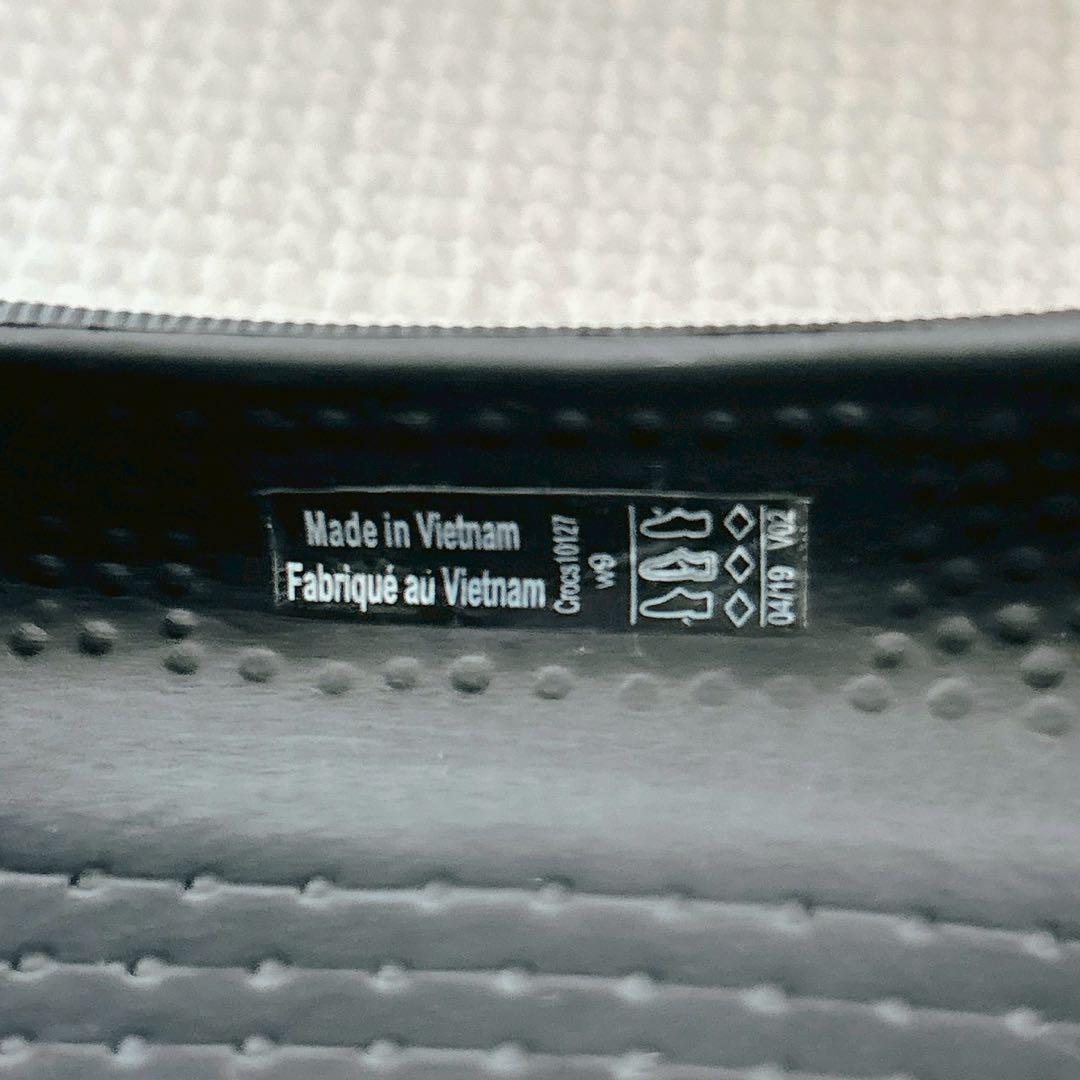 Made in Vietnam
Fabriqué au Vietnam
Crocs10127
w9
04/19 V02